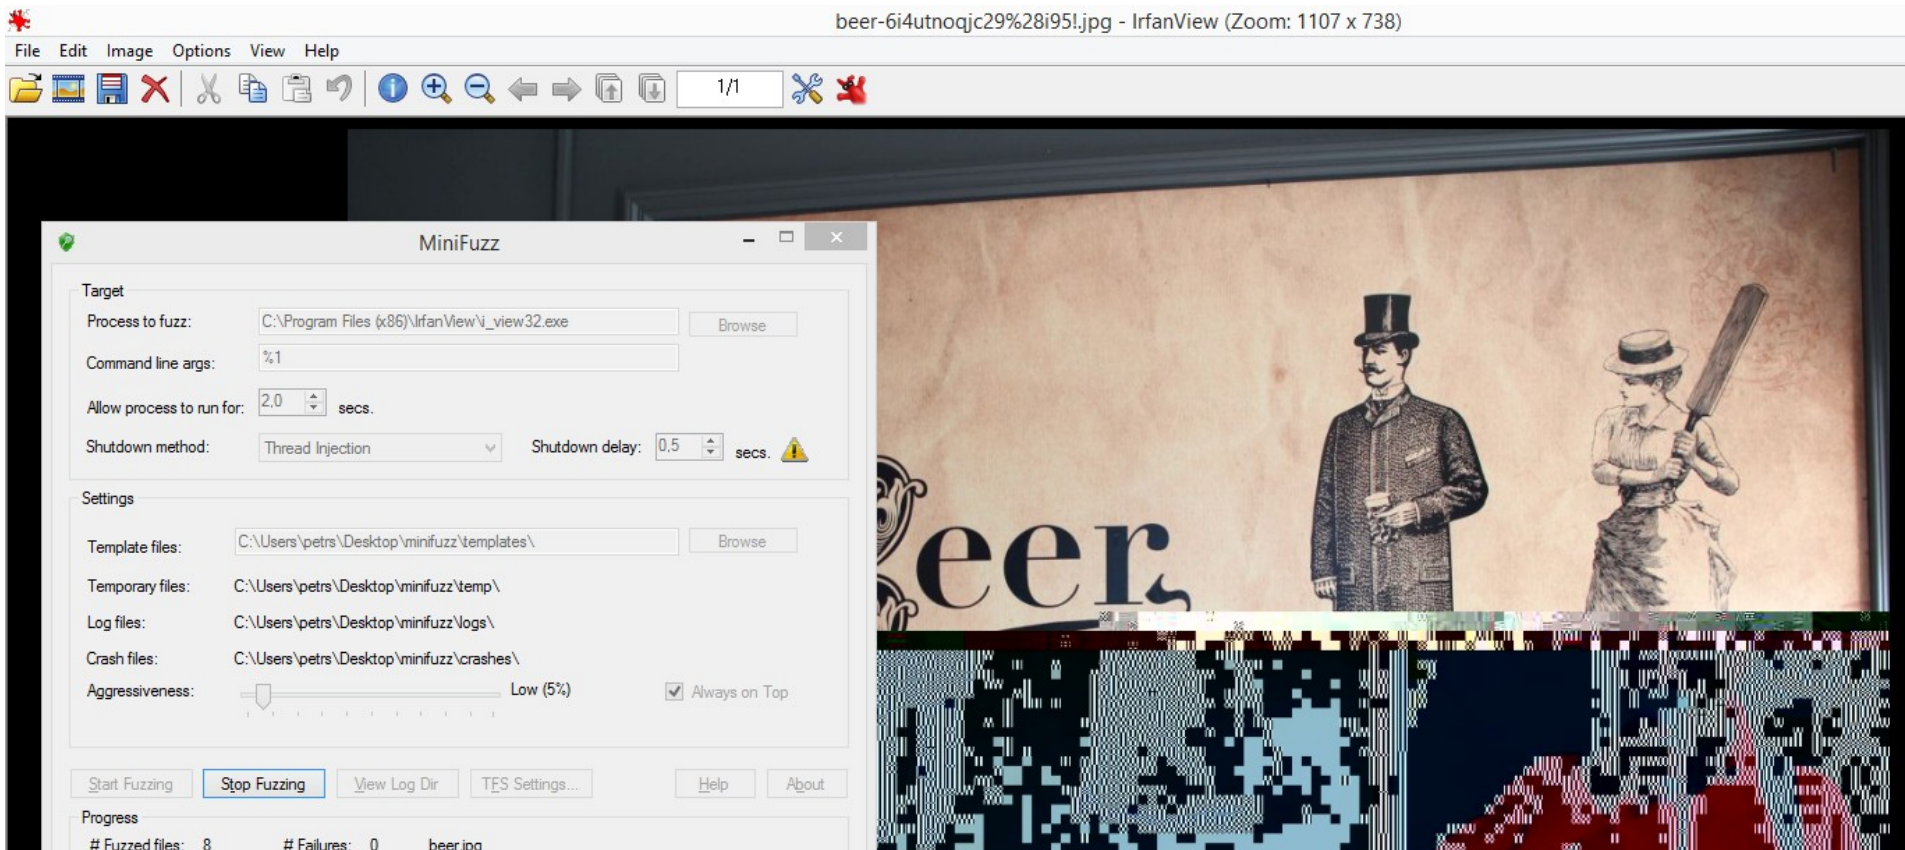 beer-6i4utnoqjc29%28i95!.jpg - IrfanView (Zoom: 1107 x 738)
File Edit Image Options View Help
1/1
MiniFuzz
Target
Process to fuzz: C:\Program Files (x86)\IrfanView\i_view32.exe Browse
Command line args: %1
Allow process to run for: 2,0 secs.
Shutdown method: Thread Injection Shutdown delay: 0,5 secs.
Settings
Template files: C:\Users\petrs\Desktop\minifuzz\templates\ Browse
Temporary files: C:\Users\petrs\Desktop\minifuzz\temp\
Log files: C:\Users\petrs\Desktop\minifuzz\logs\
Crash files: C:\Users\petrs\Desktop\minifuzz\crashes\
Aggressiveness: Low (5%) Always on Top
Start Fuzzing Stop Fuzzing View Log Dir TFS Settings... Help About
Progress
# Fuzzed files: 8 # Failures: 0 beer.jpg
Beer,